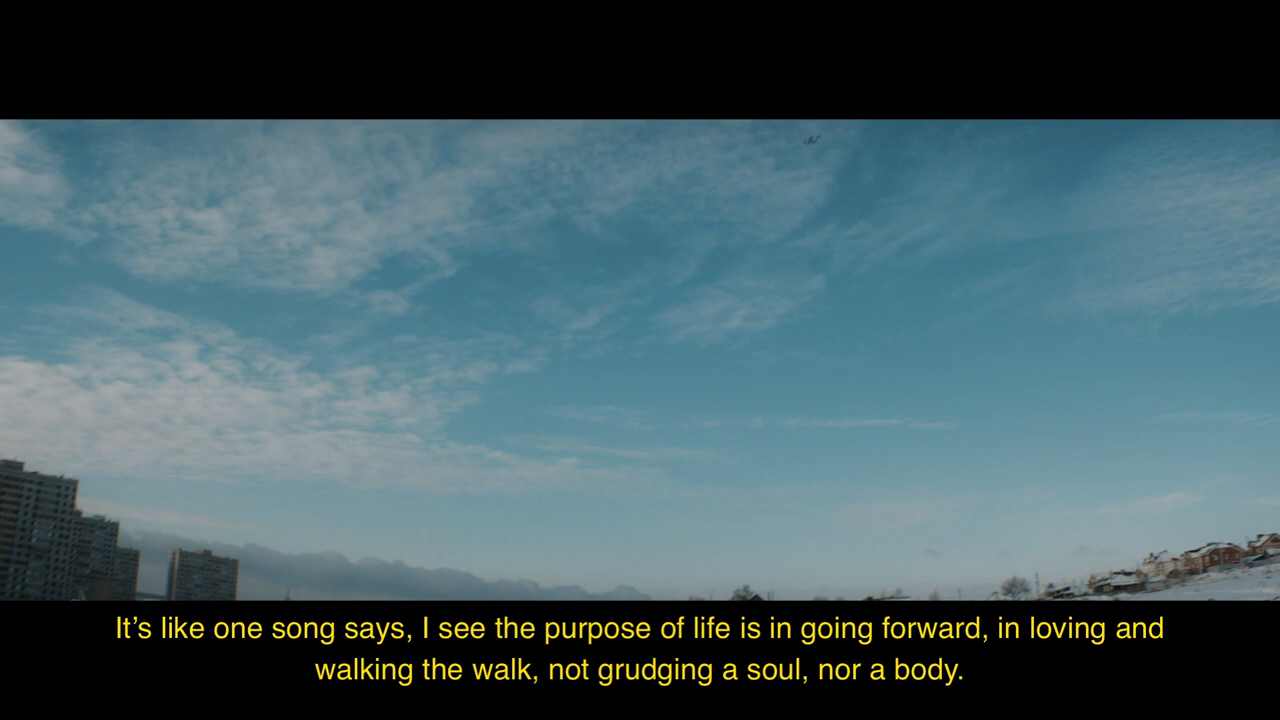 It’s like one song says, I see the purpose of life is in going forward, in loving and
walking the walk, not grudging a soul, nor a body.